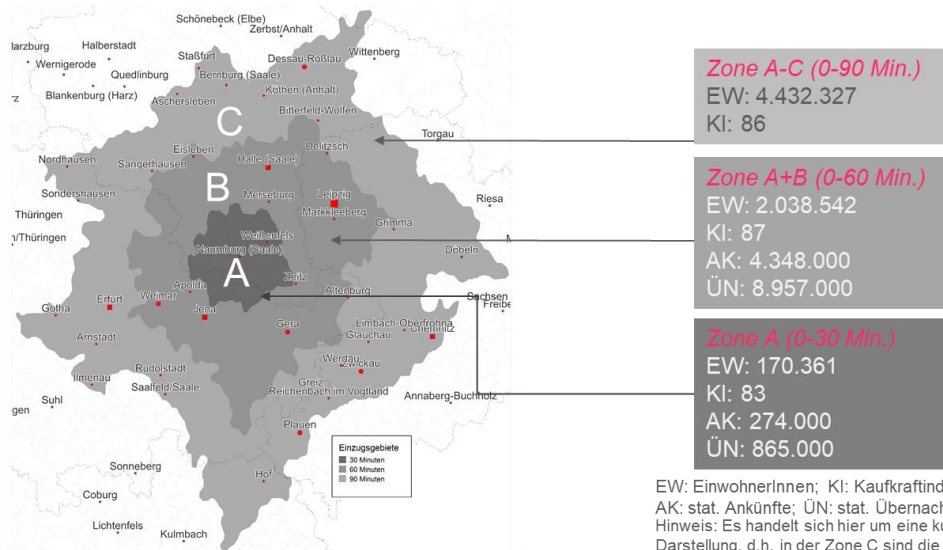 Schönebeck (Elbe)
Zerbst/Anhalt
Halberstadt
Wernigerode
Staßfurt
Dessau-Roßlau
Wittenberg
Quedlinburg
Bernburg (Saale)
Blankenburg (Harz)
Aschersleben
Köthen (Anhalt)
Bitterfeld-Wolfen
C
Torgau
Eisleben
Delitzsch
Nordhausen
Sangerhausen
Halle (Saale)
B
Sondershausen
Merseburg
Leipzig
Riesa
Markkleeberg
Thüringen
Grimma
Weißenfels
n/Thüringen
Naumburg (Saale)
Döbeln
A
Zeitz
Apolda
Altenburg
Sachsen
Erfurt
Weimar
Freibe
Gotha
Jena
Gera
Limbach-Oberfrohna
Chemnitz
Arnstadt
Glauchau
Werdau
Zwickau
Rudolstadt
Ilmenau
Saalfeld/Saale
Greiz
Reichenbach im Vogtland
Annaberg-Buchholz
Suhl
gen
Plauen
Sonneberg
Hof
Coburg
Lichtenfels
Kulmbach
Einzugsgebiete
30 Minuten
60 Minuten
90 Minuten
Zone A-C (0-90 Min.)
EW: 4.432.327
KI: 86
Zone A+B (0-60 Min.)
EW: 2.038.542
KI: 87
AK: 4.348.000
ÜN: 8.957.000
Zone A (0-30 Min.)
EW: 170.361
KI: 83
AK: 274.000
ÜN: 865.000
EW: EinwohnerInnen; KI: Kaufkraftind
AK: stat. Ankünfte; ÜN: stat. Übernach
Hinweis: Es handelt sich hier um eine ku
Darstellung, d.h. in der Zone C sind die